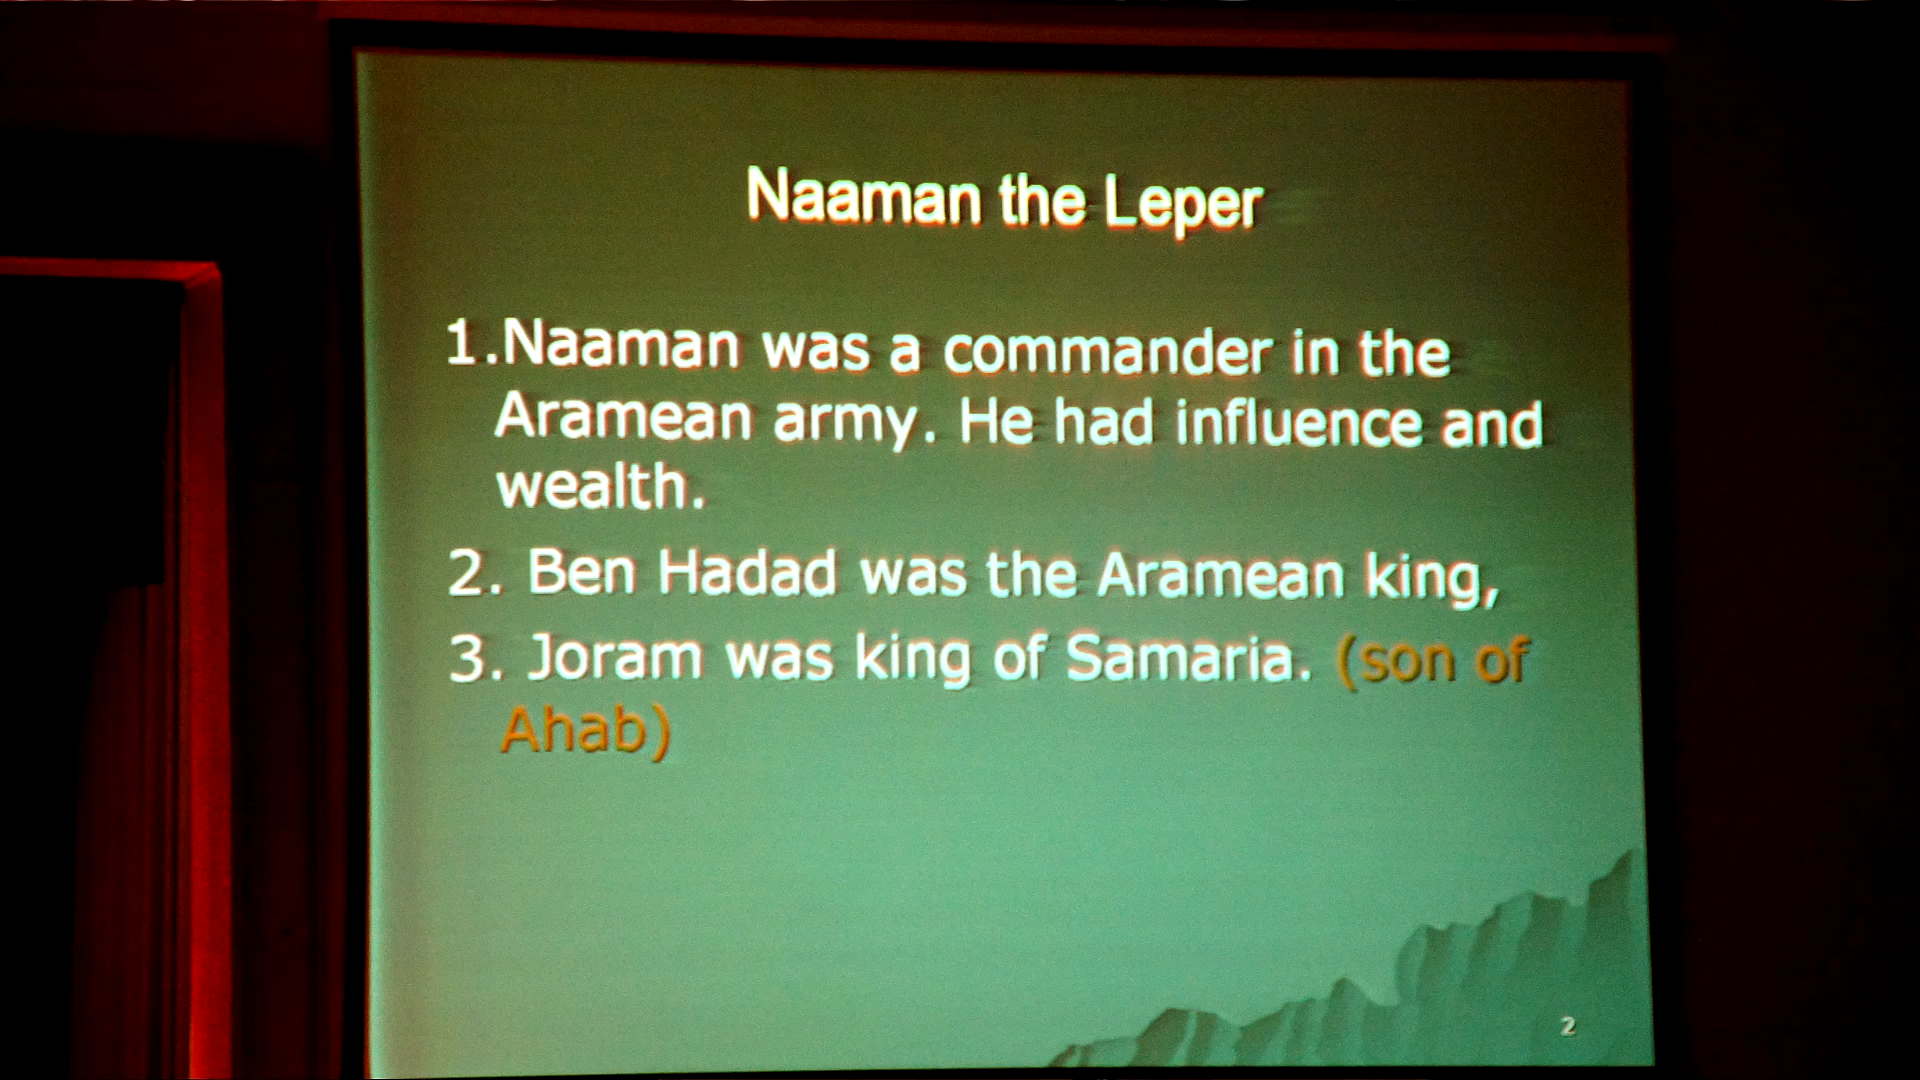 Naaman the Leper
1.Naaman was a commander in the
Aramean army. He had influence and
wealth.
2. Ben Hadad was the Aramean king,
3. Joram was king of Samaria. (son of
Ahab)
2